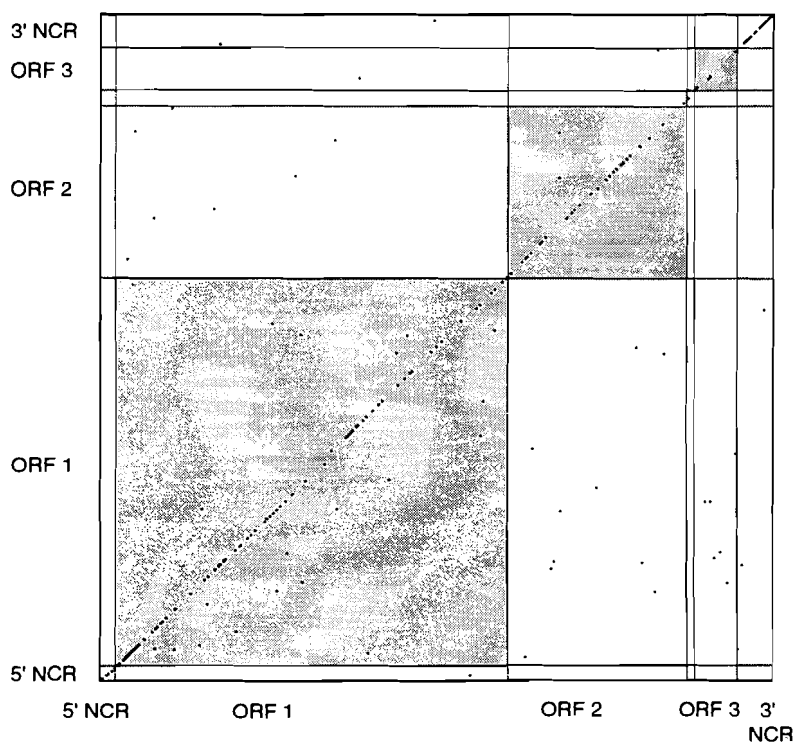 3' NCR
ORF 3
ORF 2
ORF 1
5' NCR
5' NCR ORF 1 ORF 2 ORF 3 3'
NCR